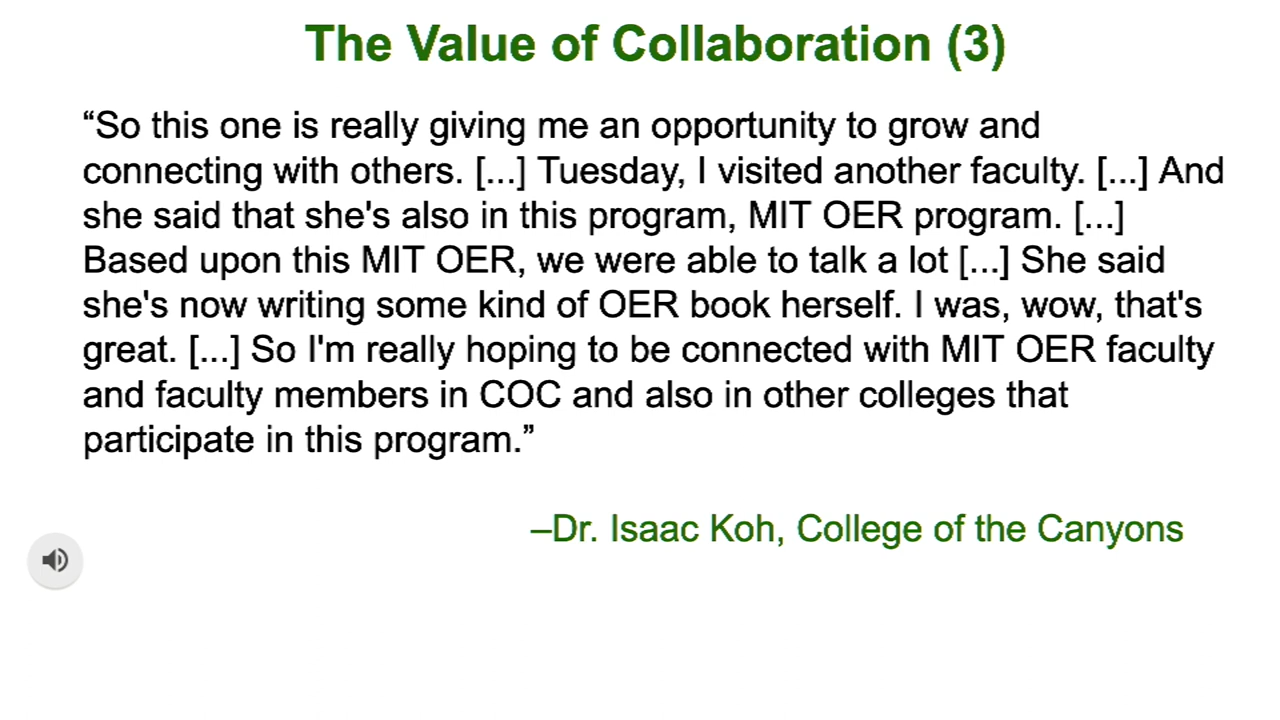 The Value of Collaboration (3)
“So this one is really giving me an opportunity to grow and
connecting with others. [...] Tuesday, I visited another faculty. [...] And
she said that she's also in this program, MIT OER program. [...]
Based upon this MIT OER, we were able to talk a lot [...] She said
she's now writing some kind of OER book herself. I was, wow, that's
great. [...] So I'm really hoping to be connected with MIT OER faculty
and faculty members in COC and also in other colleges that
participate in this program.”
–Dr. Isaac Koh, College of the Canyons